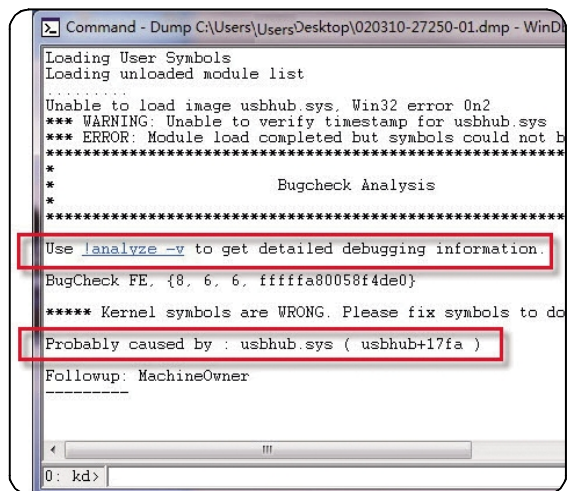 Command - Dump C:\Users\Users\Desktop\020310-27250-01.dmp - WinD
Loading User Symbols
Loading unloaded module list
.........
Unable to load image usbhub.sys, Win32 error 0n2
*** WARNING: Unable to verify timestamp for usbhub.sys
*** ERROR: Module load completed but symbols could not b
*******************************************************
*
* Bugcheck Analysis
*
*******************************************************
Use !analyze -v to get detailed debugging information.
BugCheck FE, {8, 6, 6, fffffa80058f4de0}
***** Kernel symbols are WRONG. Please fix symbols to do
Probably caused by : usbhub.sys ( usbhub+17fa )
Followup: MachineOwner
---------
0: kd>